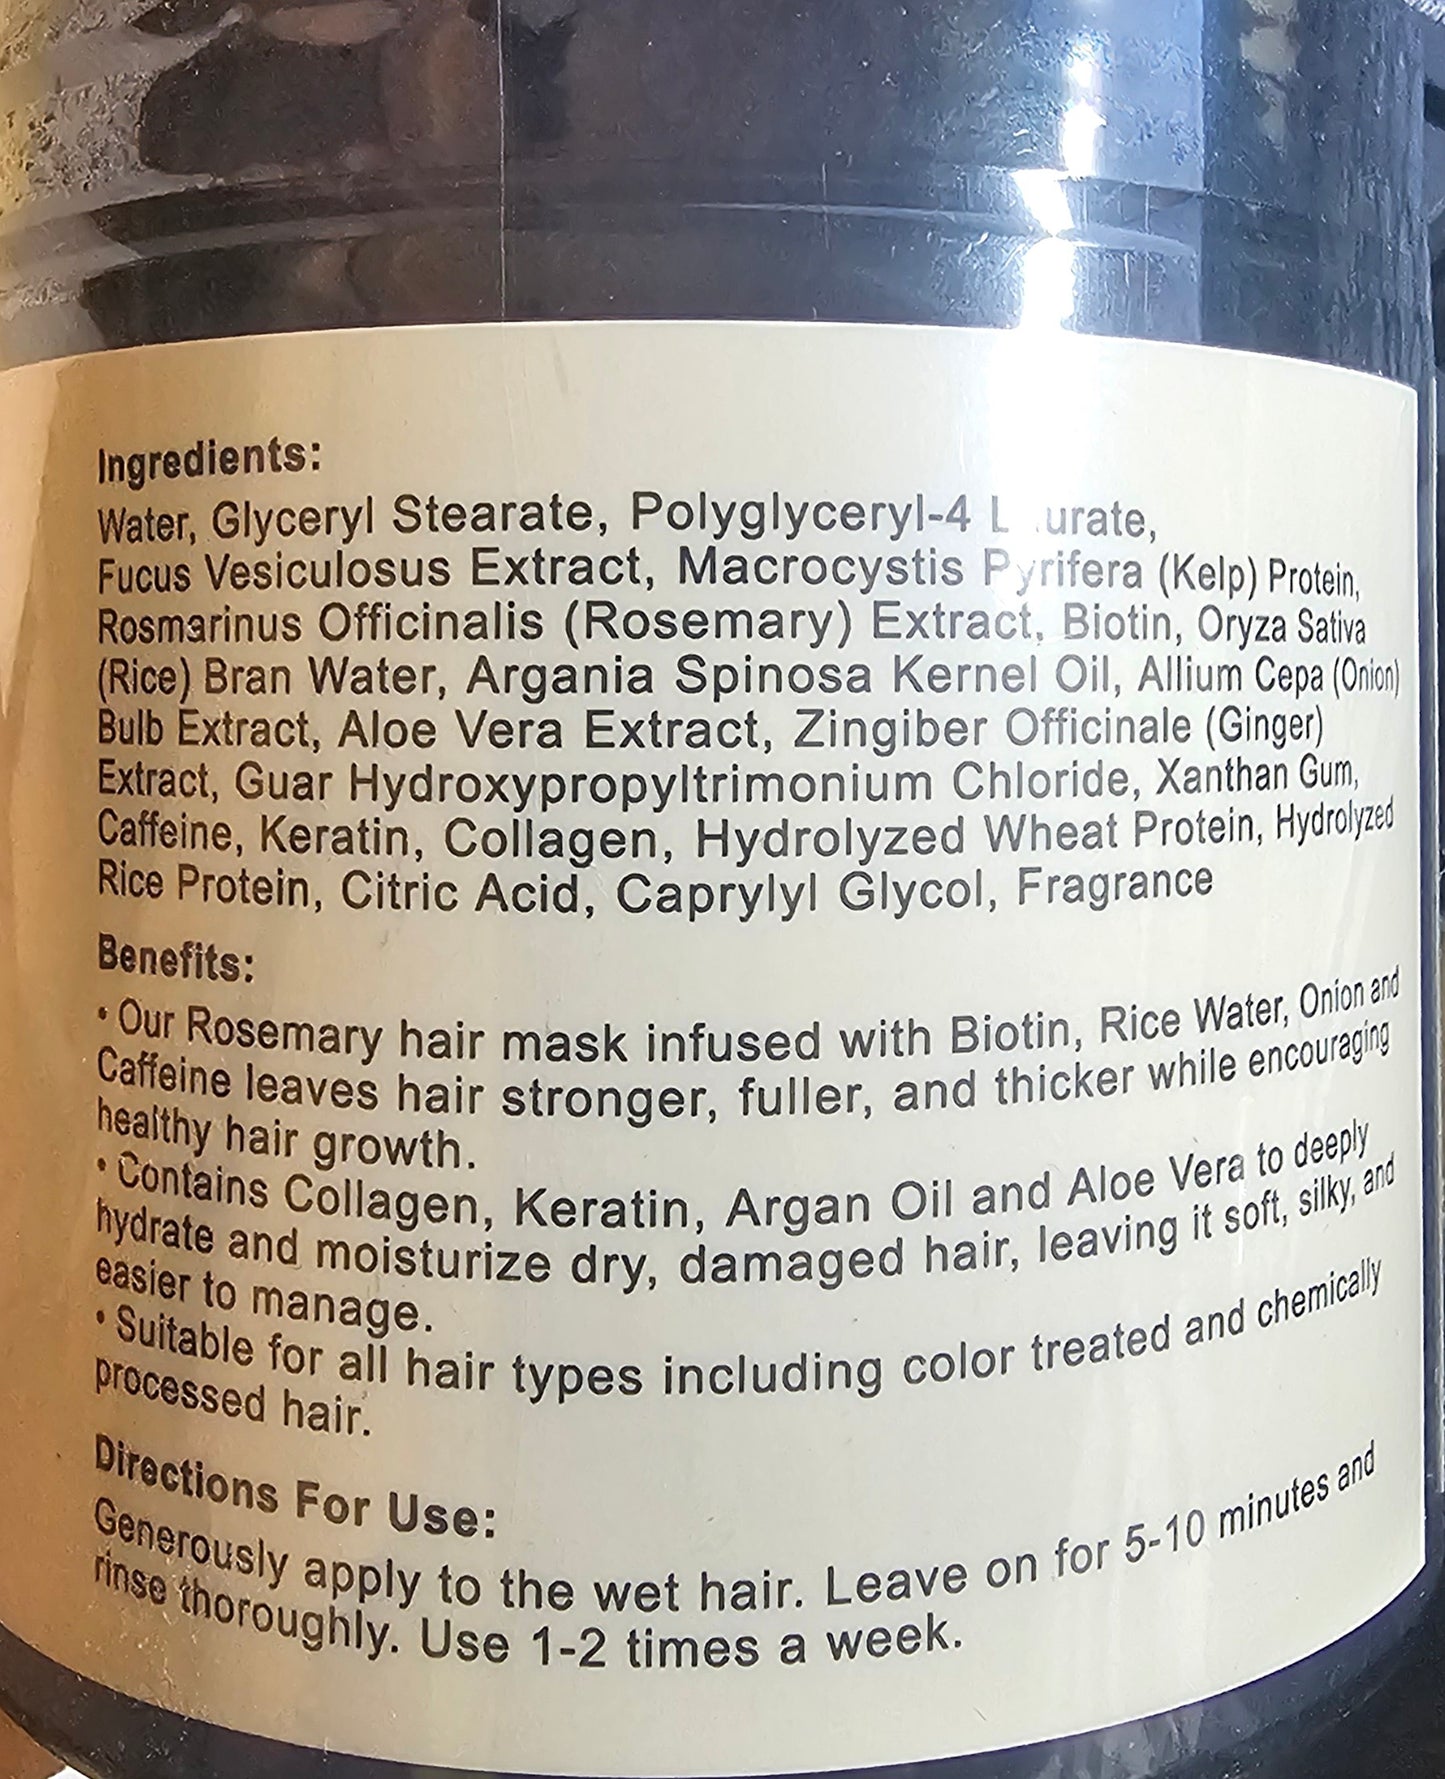 Ingredients:
Water, Glyceryl Stearate, Polyglyceryl-4 L urate,
Fucus Vesiculosus Extract, Macrocystis Pyrifera (Kelp) Protein,
Rosmarinus Officinalis (Rosemary) Extract, Biotin, Oryza Sativa
(Rice) Bran Water, Argania Spinosa Kernel Oil, Allium Cepa (Onion)
Bulb Extract, Aloe Vera Extract, Zingiber Officinale (Ginger)
Extract, Guar Hydroxypropyltrimonium Chloride, Xanthan Gum,
Caffeine, Keratin, Collagen, Hydrolyzed Wheat Protein, Hydrolyzed
Rice Protein, Citric Acid, Caprylyl Glycol, Fragrance
Benefits:
• Our Rosemary hair mask infused with Biotin, Rice Water, Onion and
Caffeine leaves hair stronger, fuller, and thicker while encouraging
healthy hair growth.
• Contains Collagen, Keratin, Argan Oil and Aloe Vera to deeply
hydrate and moisturize dry, damaged hair, leaving it soft, silky, and
easier to manage.
• Suitable for all hair types including color treated and chemically
processed hair.
Directions For Use:
Generously apply to the wet hair. Leave on for 5-10 minutes and
rinse thoroughly. Use 1-2 times a week.